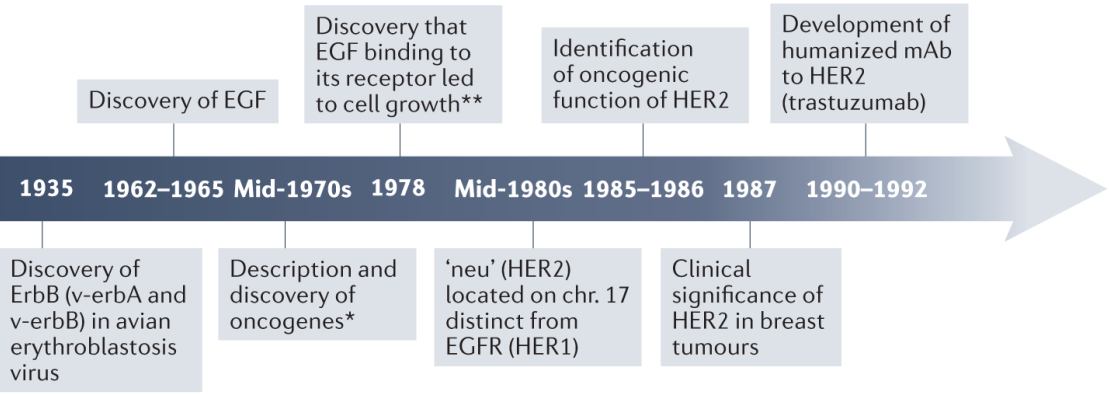 Discovery of EGF
Discovery that
EGF binding to
its receptor led
to cell growth**
Identification
of oncogenic
function of HER2
Development of
humanized mAb
to HER2
(trastuzumab)
1935 1962–1965 Mid-1970s 1978 Mid-1980s 1985–1986 1987 1990–1992
Discovery of
ErbB (v-erbA and
v-erbB) in avian
erythroblastosis
virus
Description and
discovery of
oncogenes*
‘neu’ (HER2)
located on chr. 17
distinct from
EGFR (HER1)
Clinical
significance of
HER2 in breast
tumours